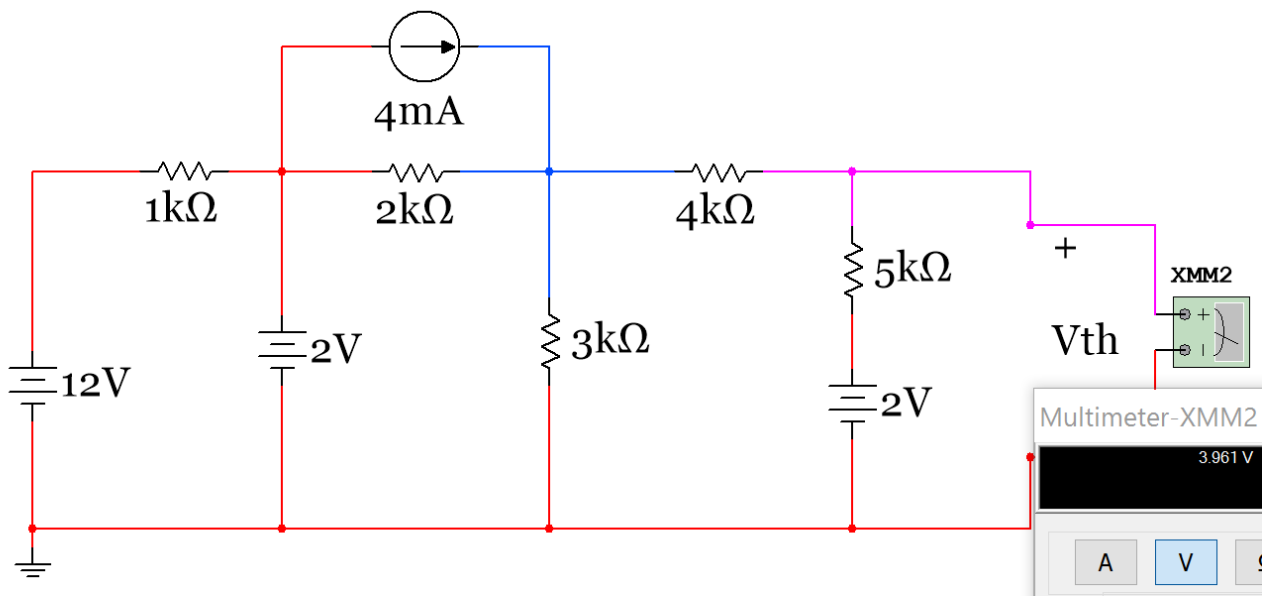 4mA
1kΩ
2kΩ
4kΩ
+
5kΩ
XMM2
+
Vth
3kΩ
2V
12V
2V
Multimeter-XMM2
3.961 V
A
V